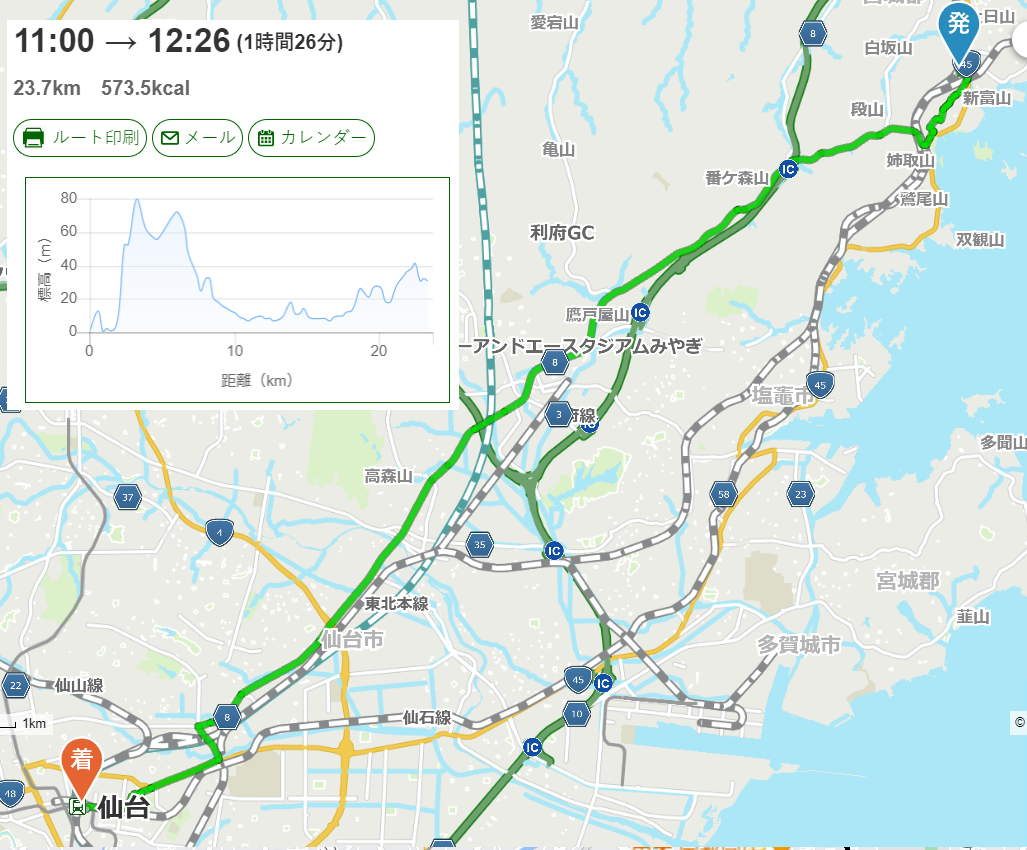 11:00 → 12:26 (1時間26分)
23.7km 573.5kcal
ルート印刷 メール カレンダー
80
60
40
20
0
標高(m)
0 10 20
距離（km）
愛宕山
8
発
日山
白坂山
45
新富山
段山
亀山
姉取山
IC
番ケ森山
鷲尾山
利府GC
双観山
鷹戸屋山
IC
ーアンドエースタジアムみやぎ
8
45
塩竈市
3
府線
多聞山
高森山
37
58
23
4
35
IC
宮城郡
東北本線
韮山
仙台市
多賀城市
45
IC
22
仙山線
10
1km
8
仙石線
©
IC
着
48
仙台